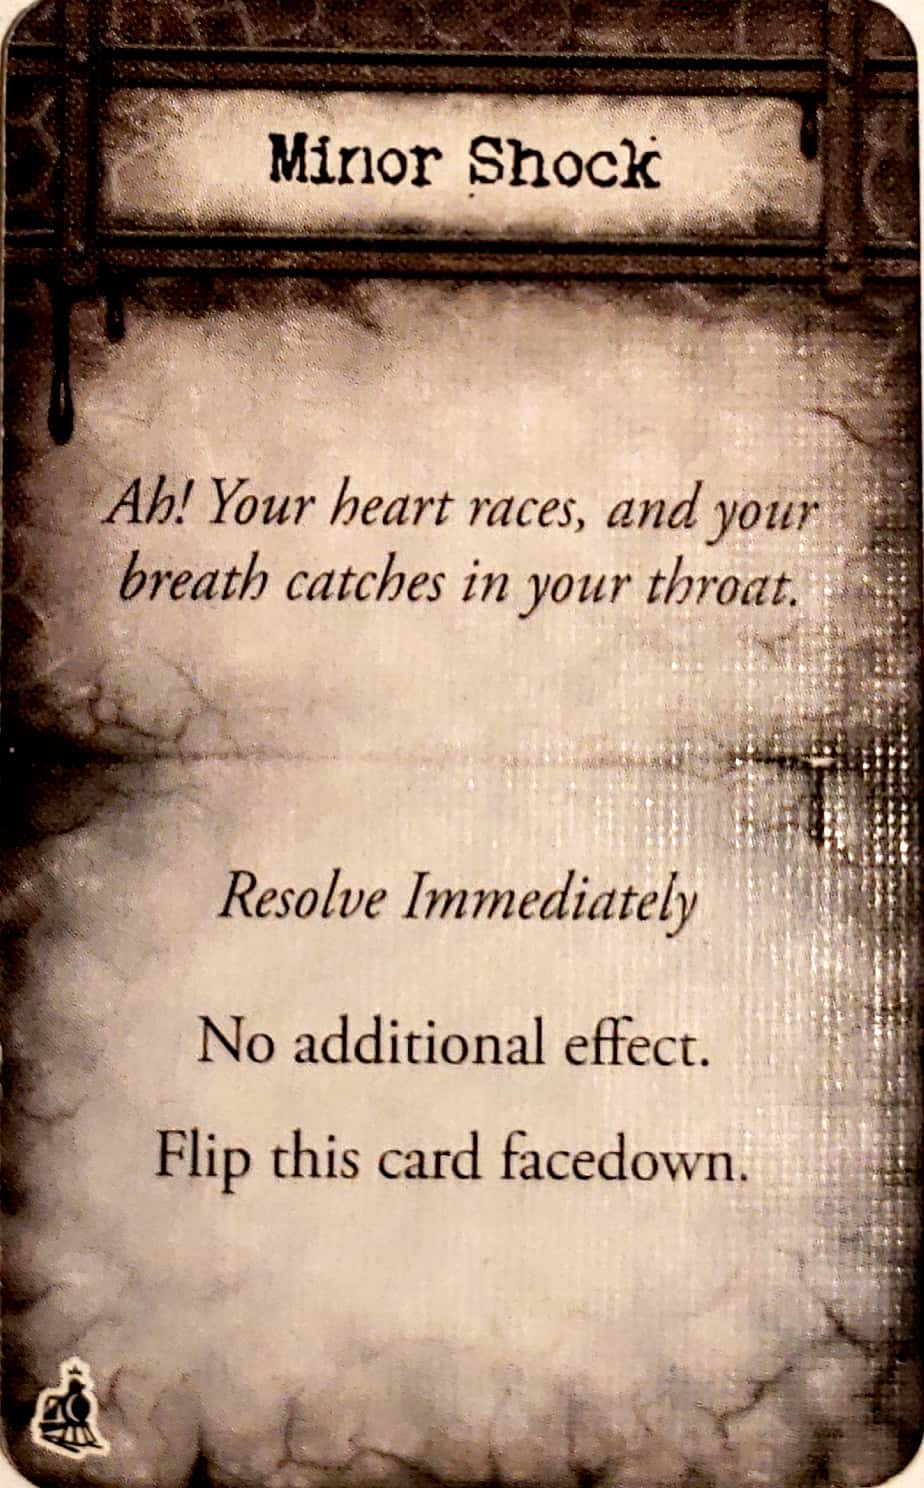 Minor Shock
Ah! Your heart races, and your
breath catches in your throat.
Resolve Immediately
No additional effect.
Flip this card facedown.